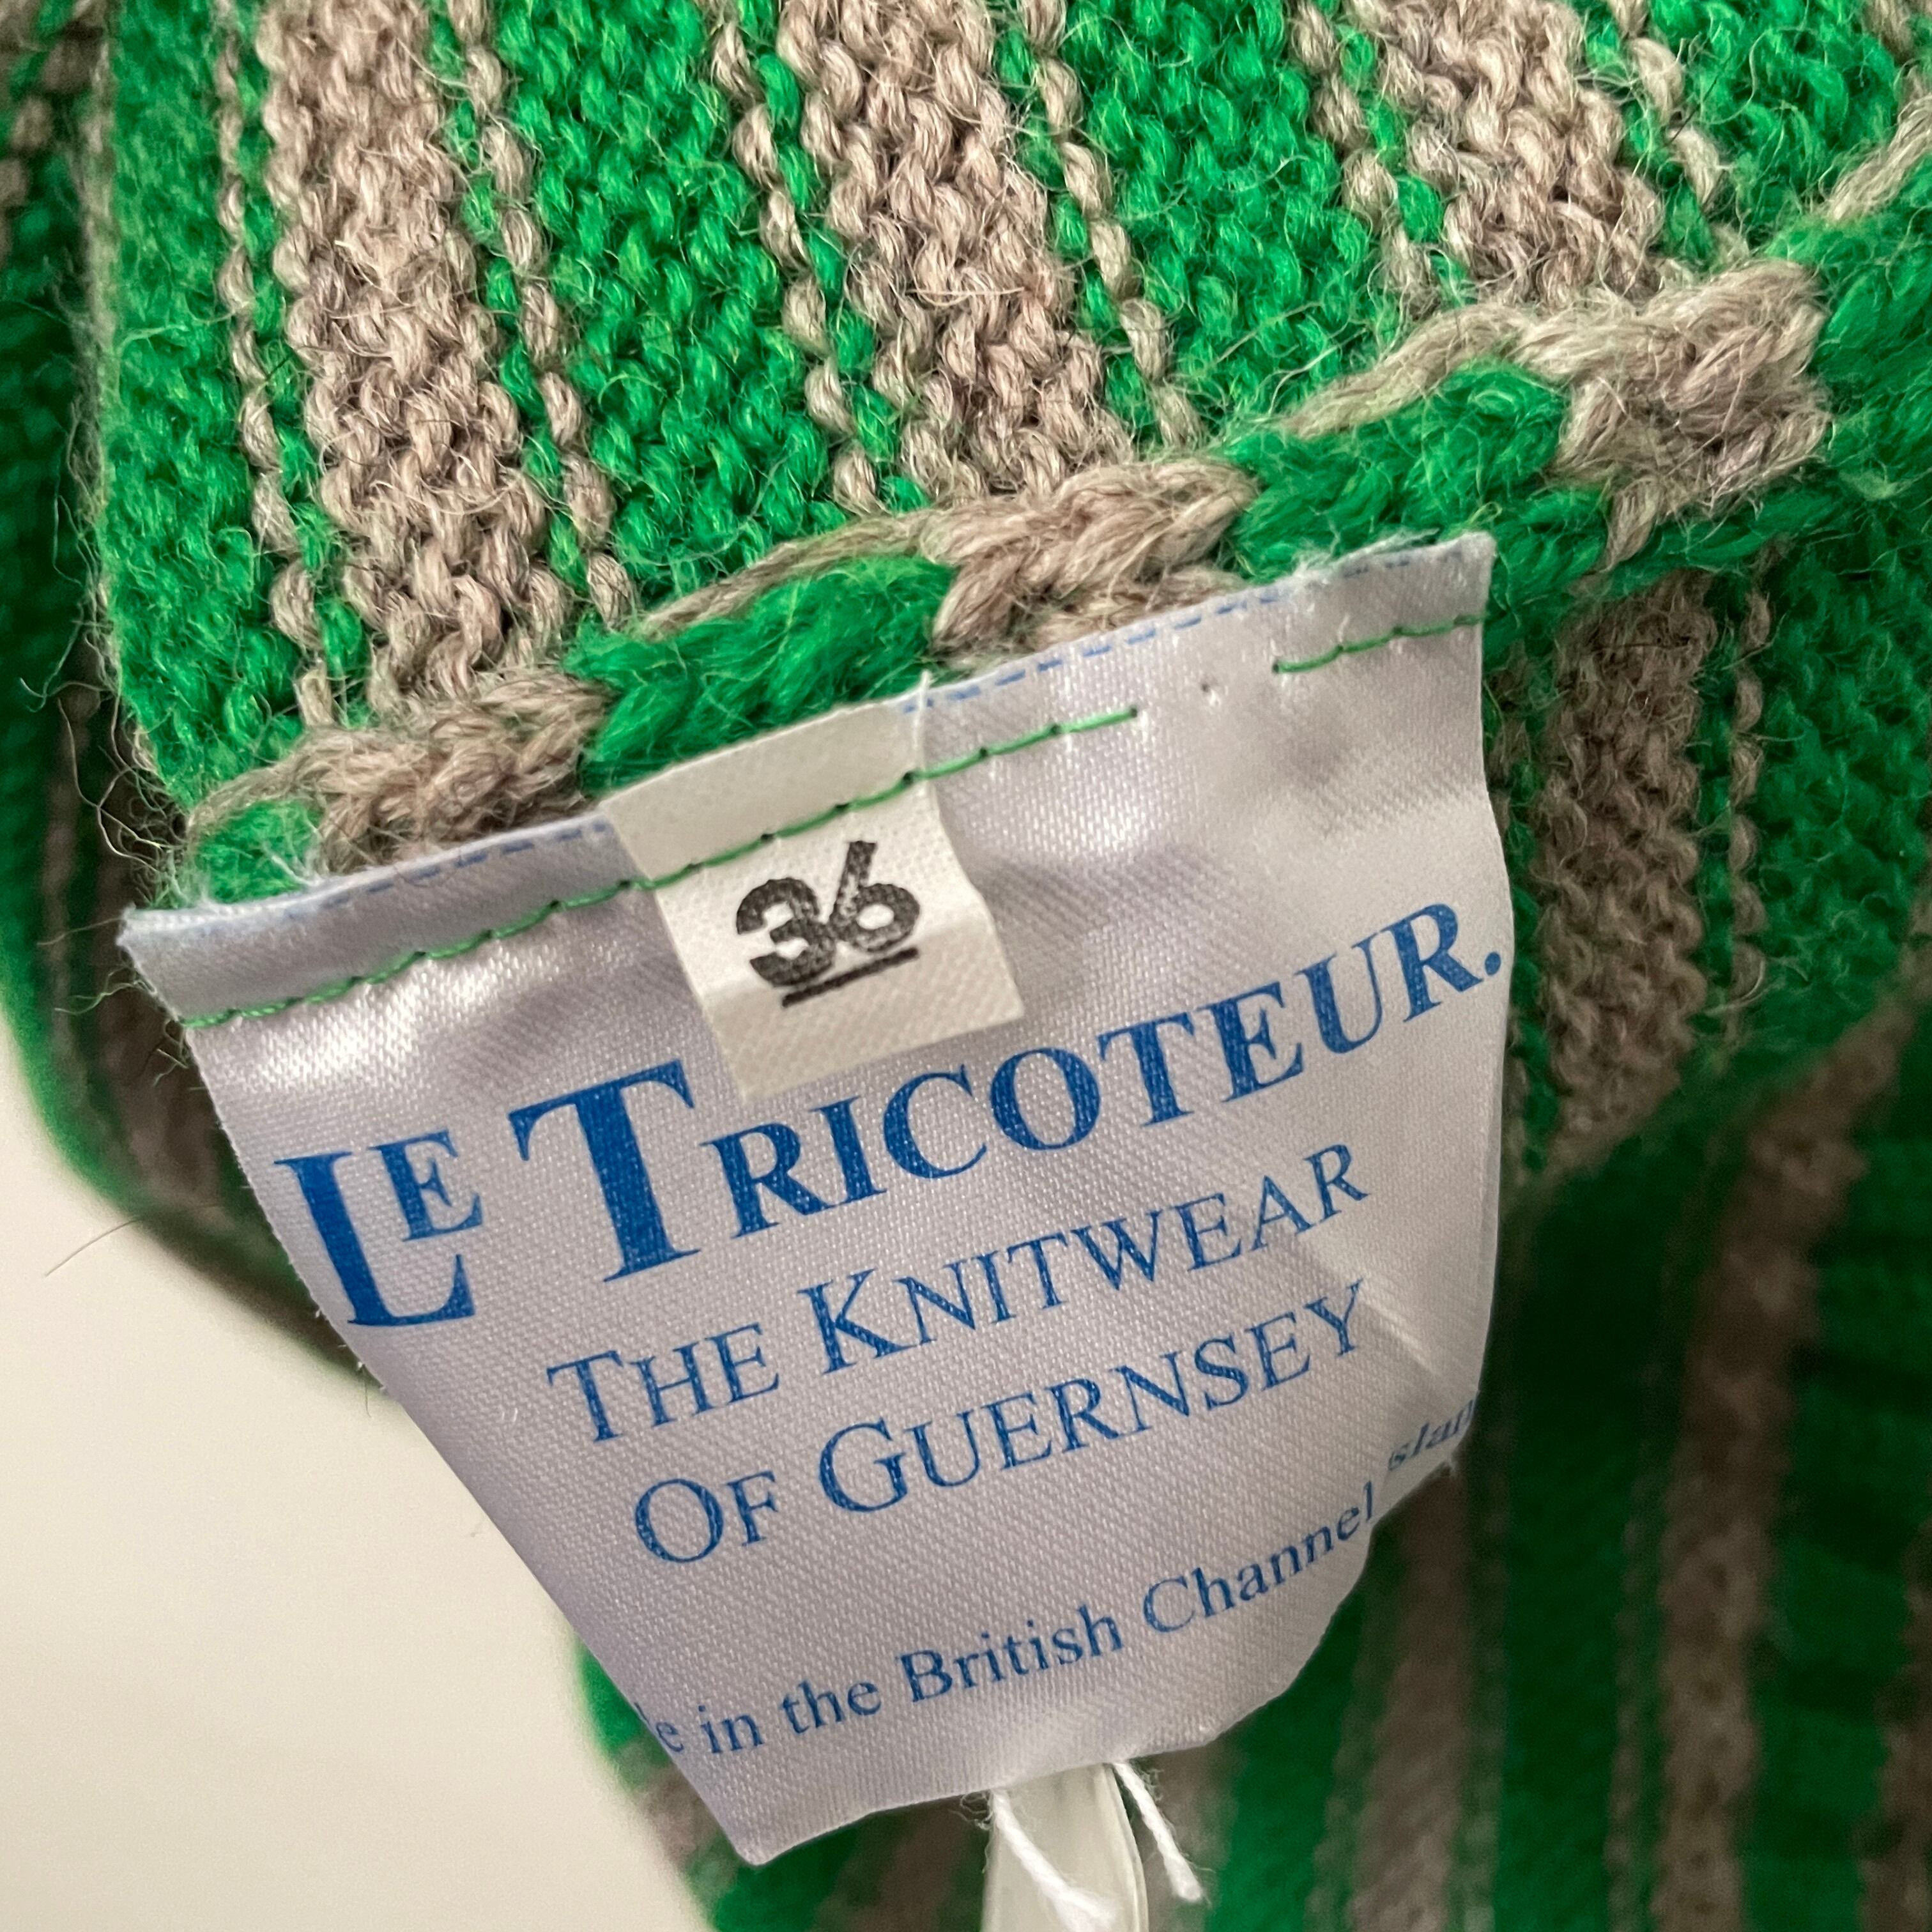 36
LE TRICOTEUR.
THE KNITWEAR
OF GUERNSEY
in the British Channel